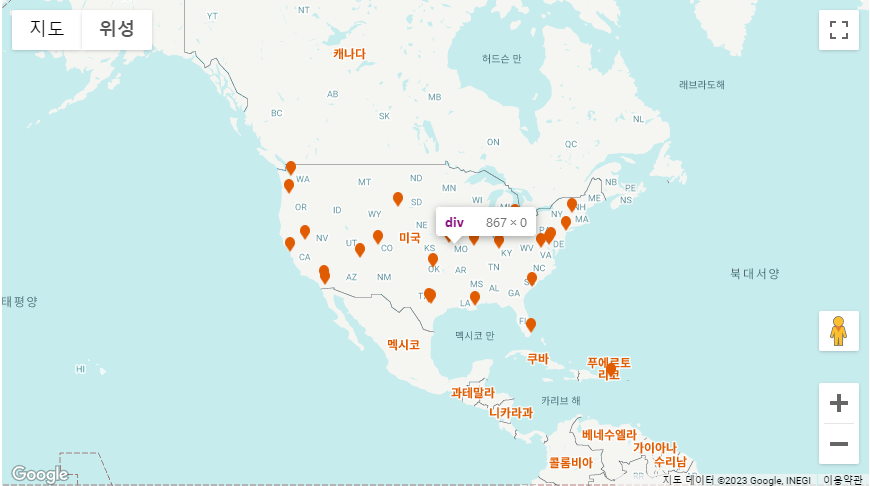 지도
위성
YT
NT
캐나다
허드슨 만
래브라도해
AB
MB
BC
SK
NL
ON
QC
WA
MT
ND
MN
NB
PE
ME
NS
OR
ID
SD
WI
NH
WY
NY
MA
div 867 × 0
NE
NV
UT
CO
미국
KS
MO
KY
WV
VA
DE
CA
AZ
NM
OK
AR
TN
NC
MS
AL
GA
LA
북대서양
태평양
멕시코 만
멕시코
쿠바
푸에르토
리코
HI
과테말라
카리브 해
니카라과
베네수엘라
가이아나
콜롬비아
수리남
RR
Google
지도 데이터 ©2023 Google, INEGI
이용약관